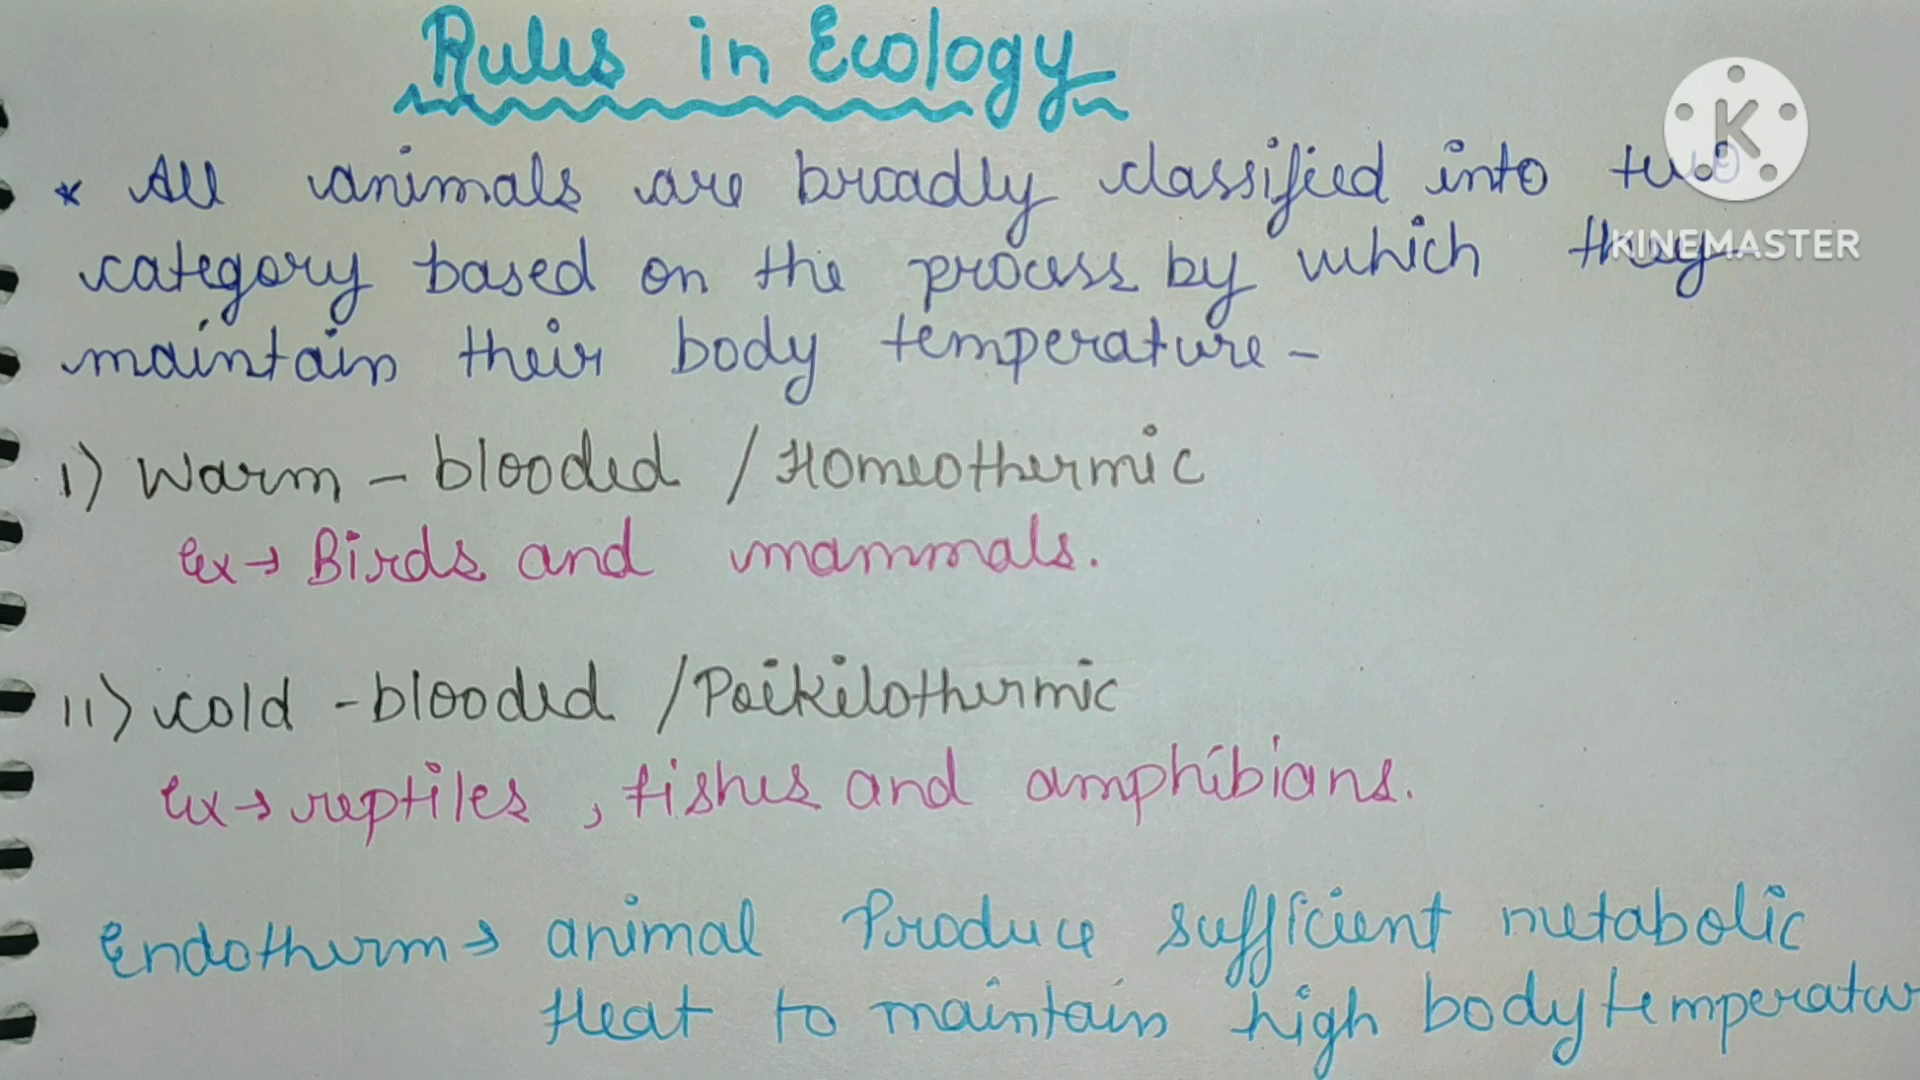 Rules in Ecology
* All animals are broadly classified into two
category based on the process by which they
maintain their body temperature -
I) Warm - blooded / Homeothermic
Ex → Birds and mammals.
II) Cold - blooded / Poikilothermic
Ex → reptiles, fishes and amphibians.
Endotherm → animal Produce sufficient metabolic
Heat to maintain high body temperatur
K
KINEMASTER